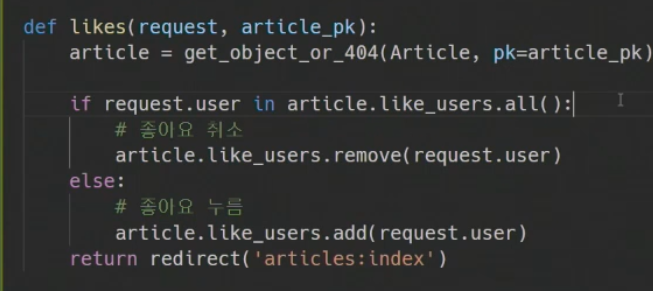 def likes(request, article_pk):
    article = get_object_or_404(Article, pk=article_pk)
    if request.user in article.like_users.all():
        # 좋아요 취소
        article.like_users.remove(request.user)
    else:
        # 좋아요 누름
        article.like_users.add(request.user)
    return redirect('articles:index')